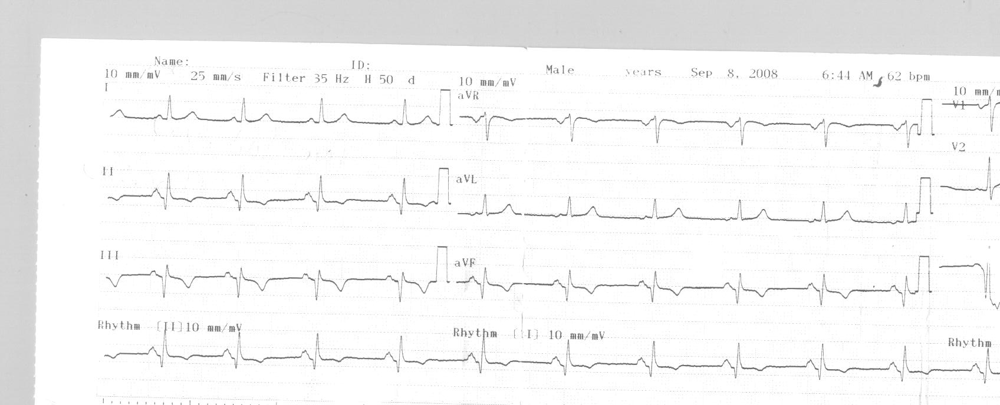 Name: ID:
Male years Sep 8, 2008 6:44 AM 62 bpm
10 mm/mV 25 mm/s Filter 35 Hz H 50 d 10 mm/mV
10 mm/m
I aVR V1
V2
II aVL
III aVF
Rhythm [II] 10 mm/mV
Rhythm [II] 10 mm/mV
Rhythm